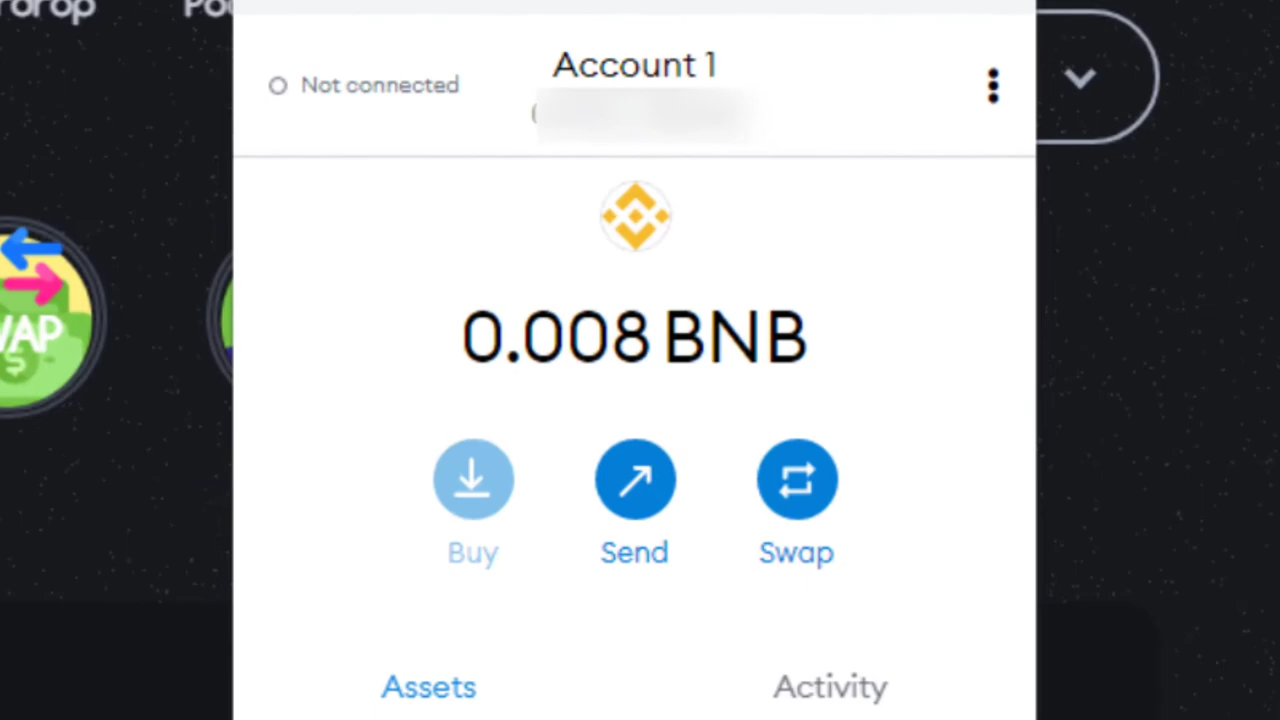 Account 1
Not connected
0.008 BNB
Buy
Send
Swap
Assets
Activity